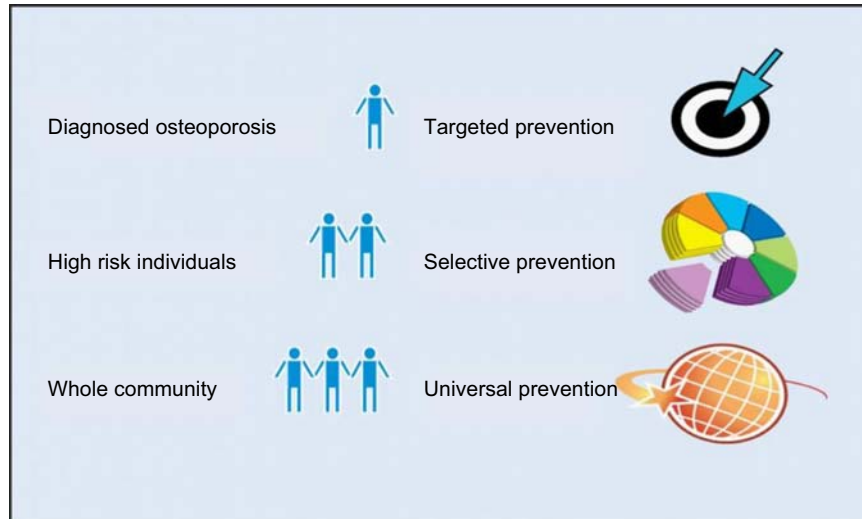 Diagnosed osteoporosis Targeted prevention
High risk individuals Selective prevention
Whole community Universal prevention